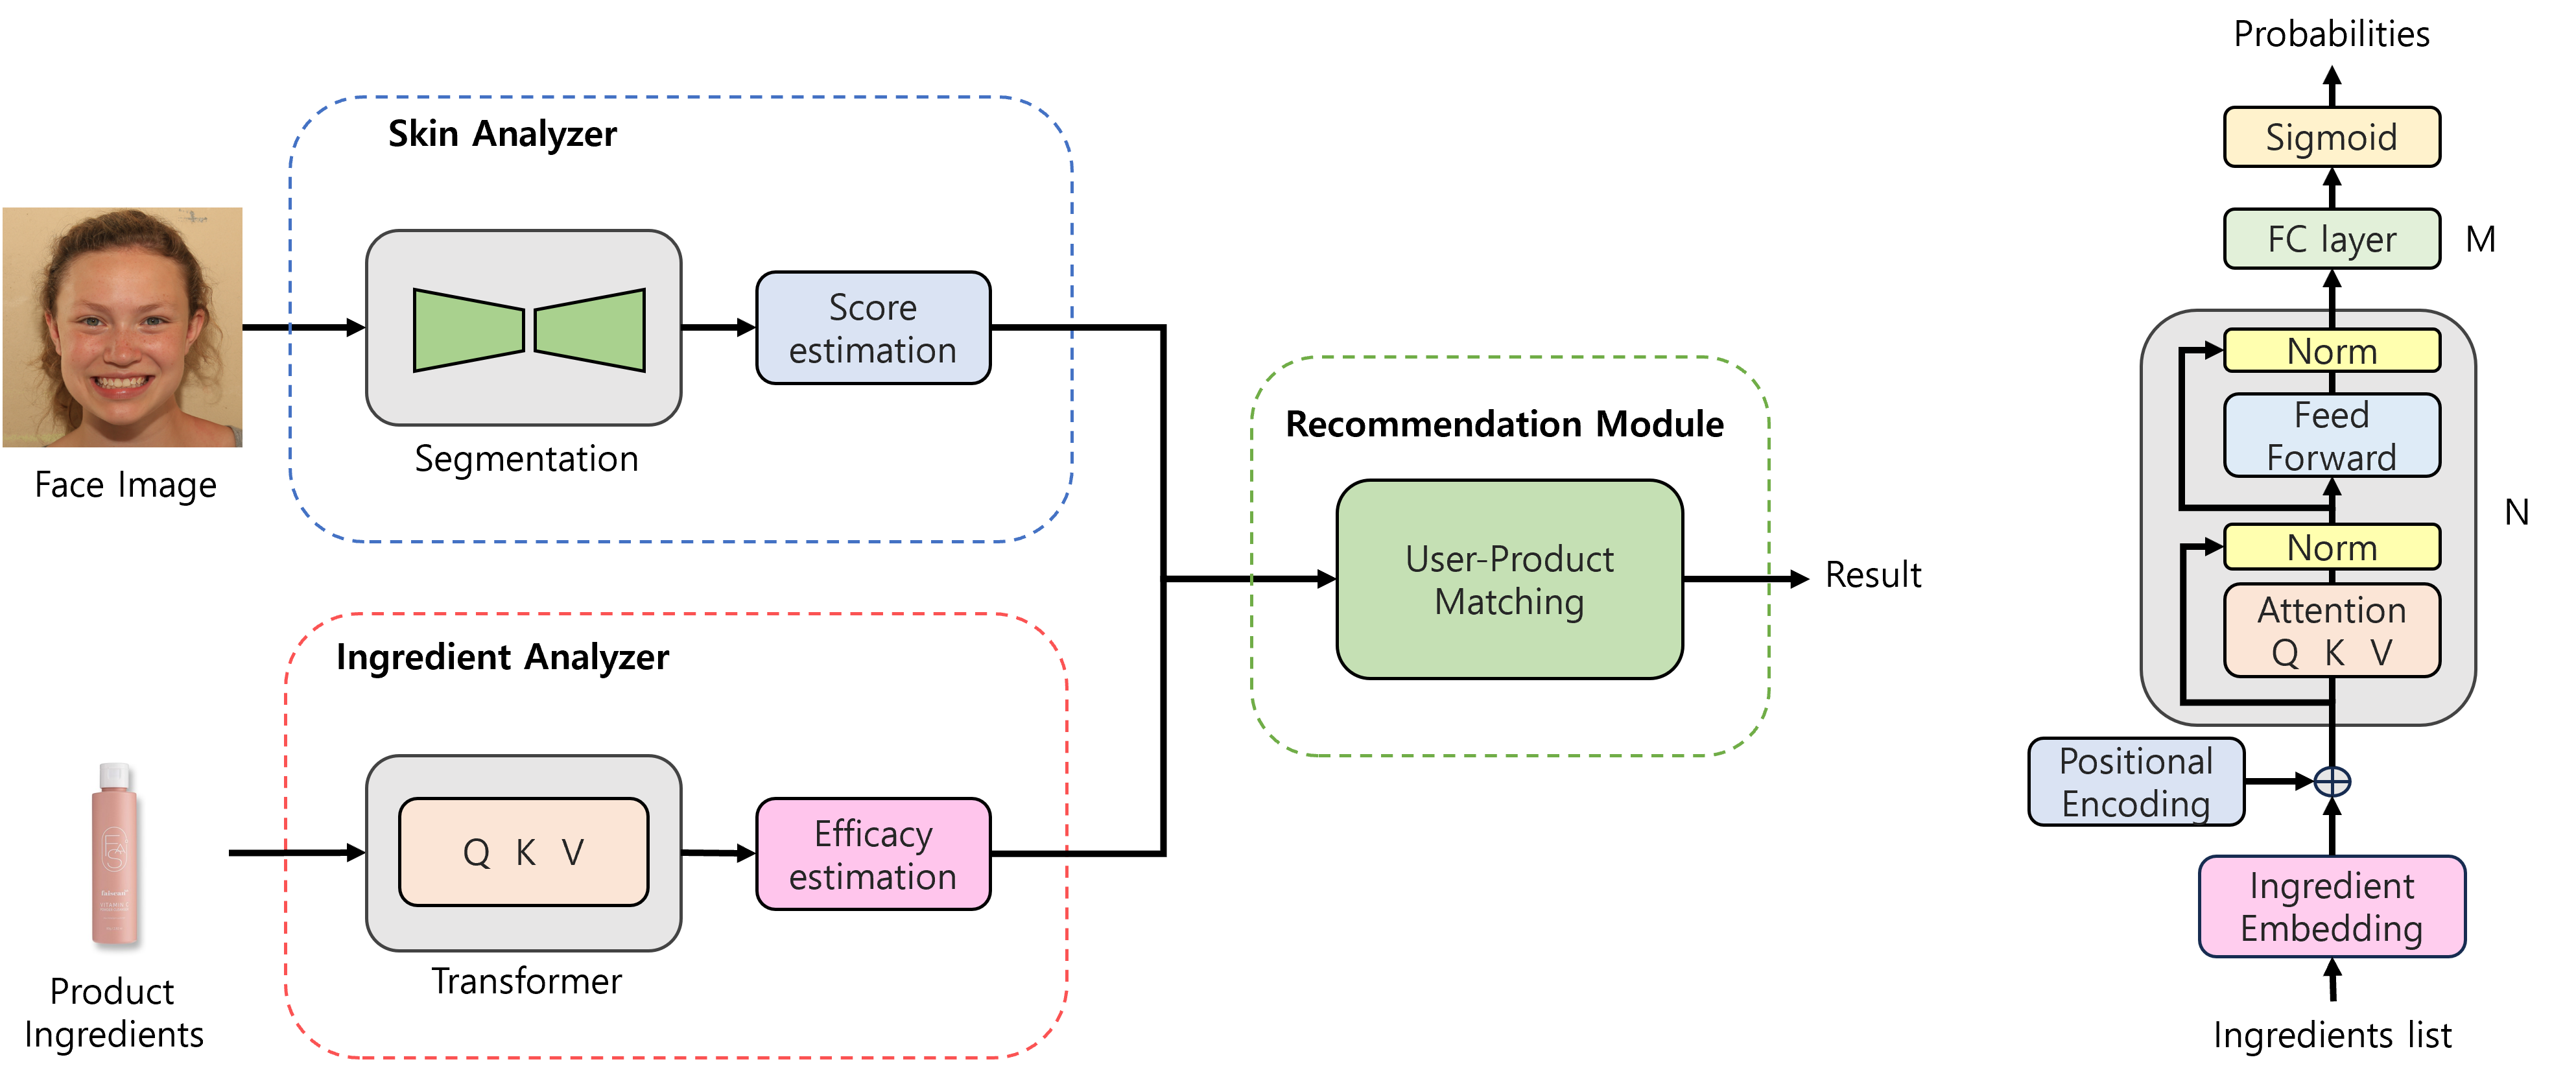 Skin Analyzer
Face Image
Segmentation
Score
estimation
Ingredient Analyzer
Product
Ingredients
Q K V
Transformer
Efficacy
estimation
Recommendation Module
User-Product
Matching
Result
Probabilities
Sigmoid
FC layer
M
Norm
Feed
Forward
N
Norm
Attention
Q K V
Positional
Encoding
Ingredient
Embedding
Ingredients list